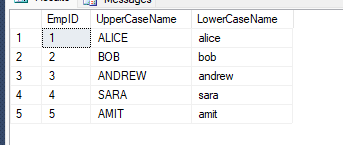 Messages
EmpID UpperCaseName LowerCaseName
1 1 ALICE alice
2 2 BOB bob
3 3 ANDREW andrew
4 4 SARA sara
5 5 AMIT amit